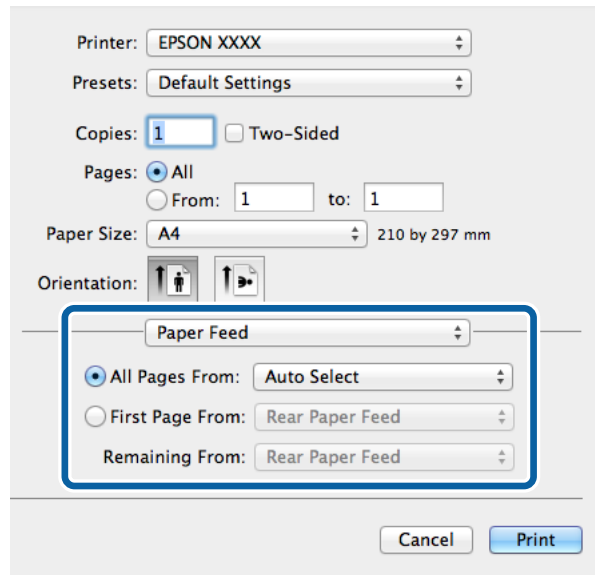 Printer: EPSON XXXX
Presets: Default Settings
Copies: 1 Two-Sided
Pages: All
From: 1 to: 1
Paper Size: A4 210 by 297 mm
Orientation:
Paper Feed
All Pages From: Auto Select
First Page From: Rear Paper Feed
Remaining From: Rear Paper Feed
Cancel Print